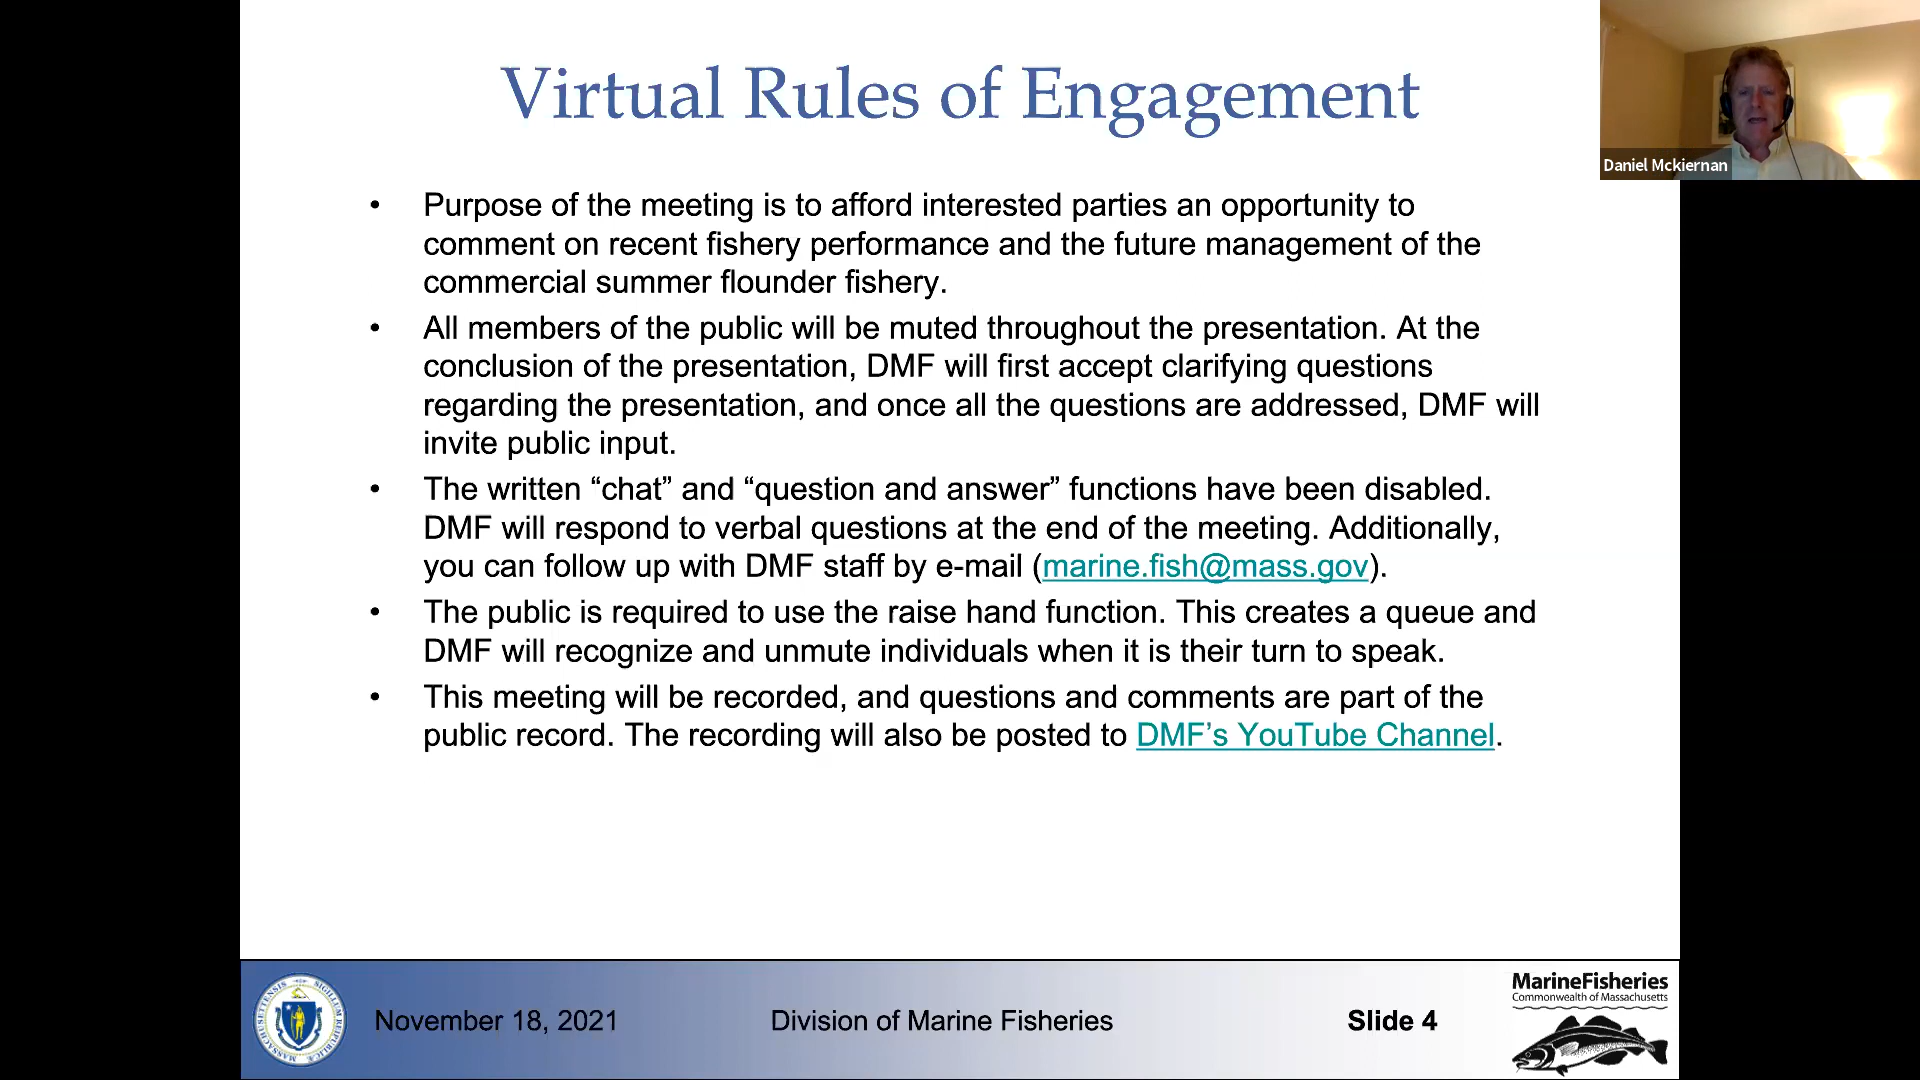 Virtual Rules of Engagement
Daniel Mckiernan
• Purpose of the meeting is to afford interested parties an opportunity to
comment on recent fishery performance and the future management of the
commercial summer flounder fishery.
• All members of the public will be muted throughout the presentation. At the
conclusion of the presentation, DMF will first accept clarifying questions
regarding the presentation, and once all the questions are addressed, DMF will
invite public input.
• The written “chat” and “question and answer” functions have been disabled.
DMF will respond to verbal questions at the end of the meeting. Additionally,
you can follow up with DMF staff by e-mail (marine.fish@mass.gov).
• The public is required to use the raise hand function. This creates a queue and
DMF will recognize and unmute individuals when it is their turn to speak.
• This meeting will be recorded, and questions and comments are part of the
public record. The recording will also be posted to DMF’s YouTube Channel.
November 18, 2021
Division of Marine Fisheries
Slide 4
MarineFisheries
Commonwealth of Massachusetts